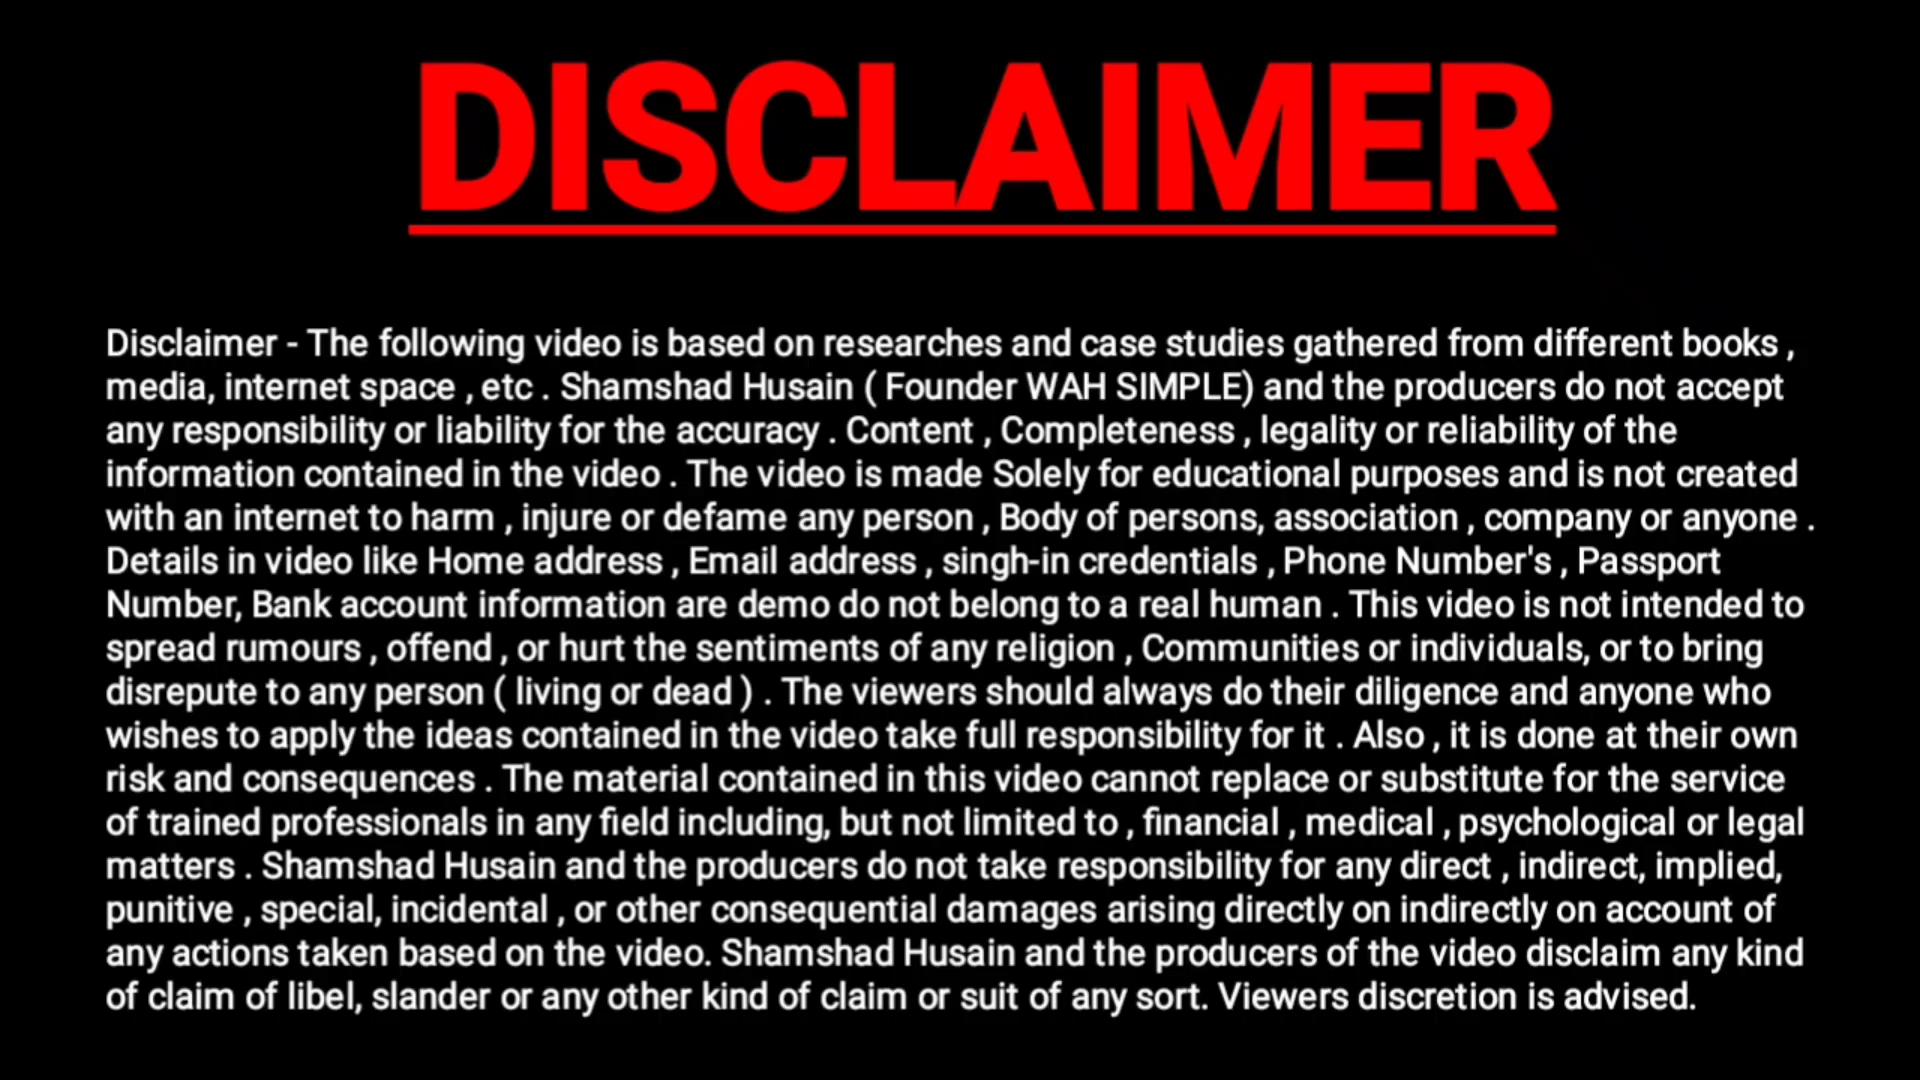 DISCLAIMER
Disclaimer - The following video is based on researches and case studies gathered from different books ,
media, internet space , etc . Shamshad Husain ( Founder WAH SIMPLE) and the producers do not accept
any responsibility or liability for the accuracy . Content , Completeness , legality or reliability of the
information contained in the video . The video is made Solely for educational purposes and is not created
with an internet to harm , injure or defame any person , Body of persons, association , company or anyone .
Details in video like Home address , Email address , singh-in credentials , Phone Number's , Passport
Number, Bank account information are demo do not belong to a real human . This video is not intended to
spread rumours , offend , or hurt the sentiments of any religion , Communities or individuals, or to bring
disrepute to any person ( living or dead ) . The viewers should always do their diligence and anyone who
wishes to apply the ideas contained in the video take full responsibility for it . Also , it is done at their own
risk and consequences . The material contained in this video cannot replace or substitute for the service
of trained professionals in any field including, but not limited to , financial , medical , psychological or legal
matters . Shamshad Husain and the producers do not take responsibility for any direct , indirect, implied,
punitive , special, incidental , or other consequential damages arising directly on indirectly on account of
any actions taken based on the video. Shamshad Husain and the producers of the video disclaim any kind
of claim of libel, slander or any other kind of claim or suit of any sort. Viewers discretion is advised.